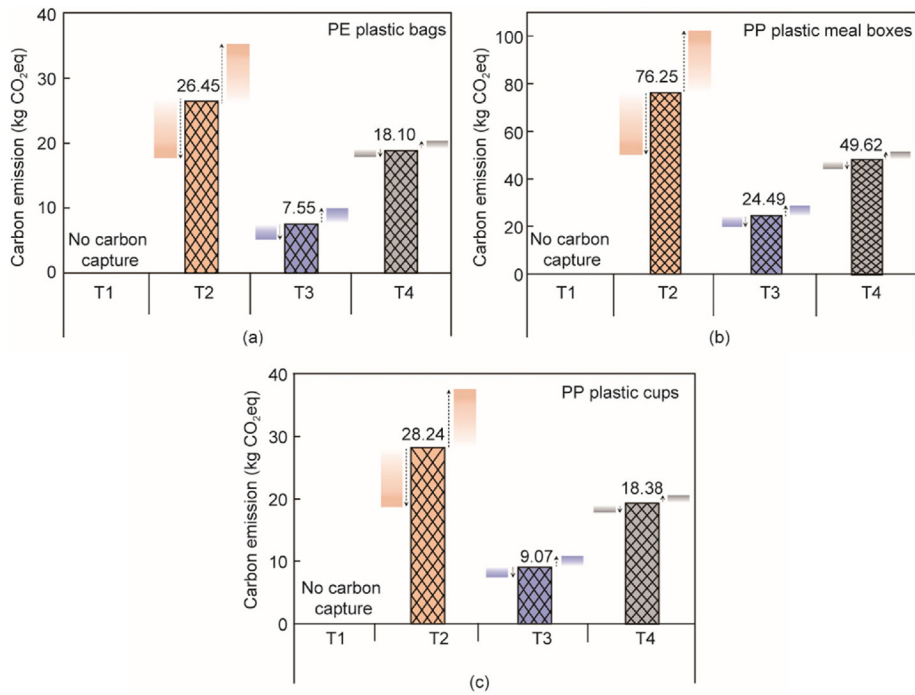 PE plastic bags
Carbon emission (kg CO₂eq)
40
30
20
10
0
26.45
7.55
18.10
No carbon
capture
T1 T2 T3 T4
(a)
PP plastic meal boxes
Carbon emission (kg CO₂eq)
100
80
60
40
20
0
76.25
24.49
49.62
No carbon
capture
T1 T2 T3 T4
(b)
PP plastic cups
Carbon emission (kg CO₂eq)
40
30
20
10
0
28.24
9.07
18.38
No carbon
capture
T1 T2 T3 T4
(c)